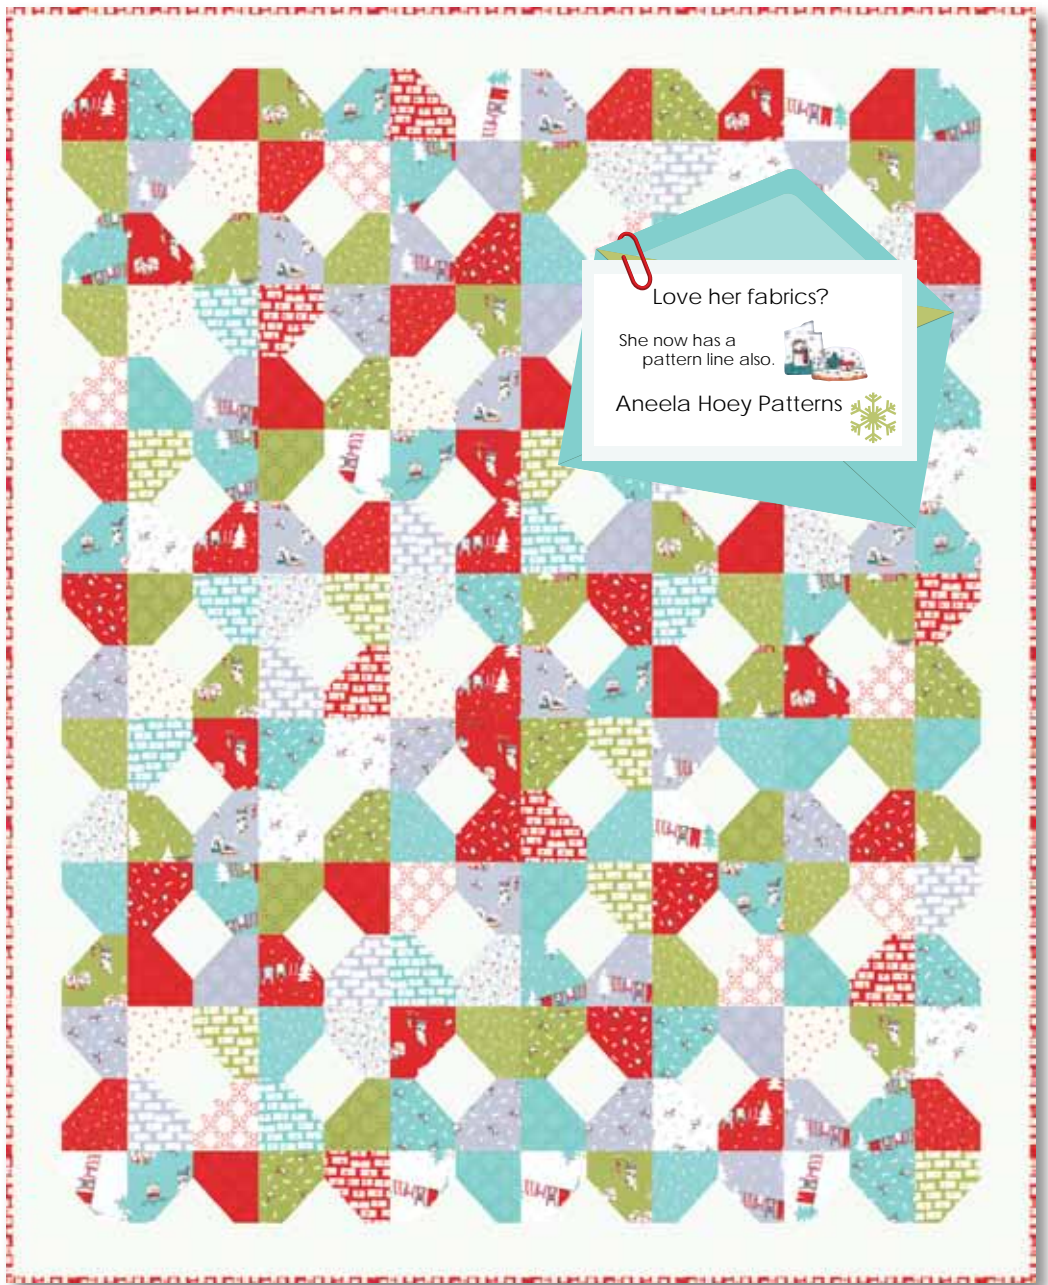 Love her fabrics?
She now has a
pattern line also.
Aneela Hoey Patterns